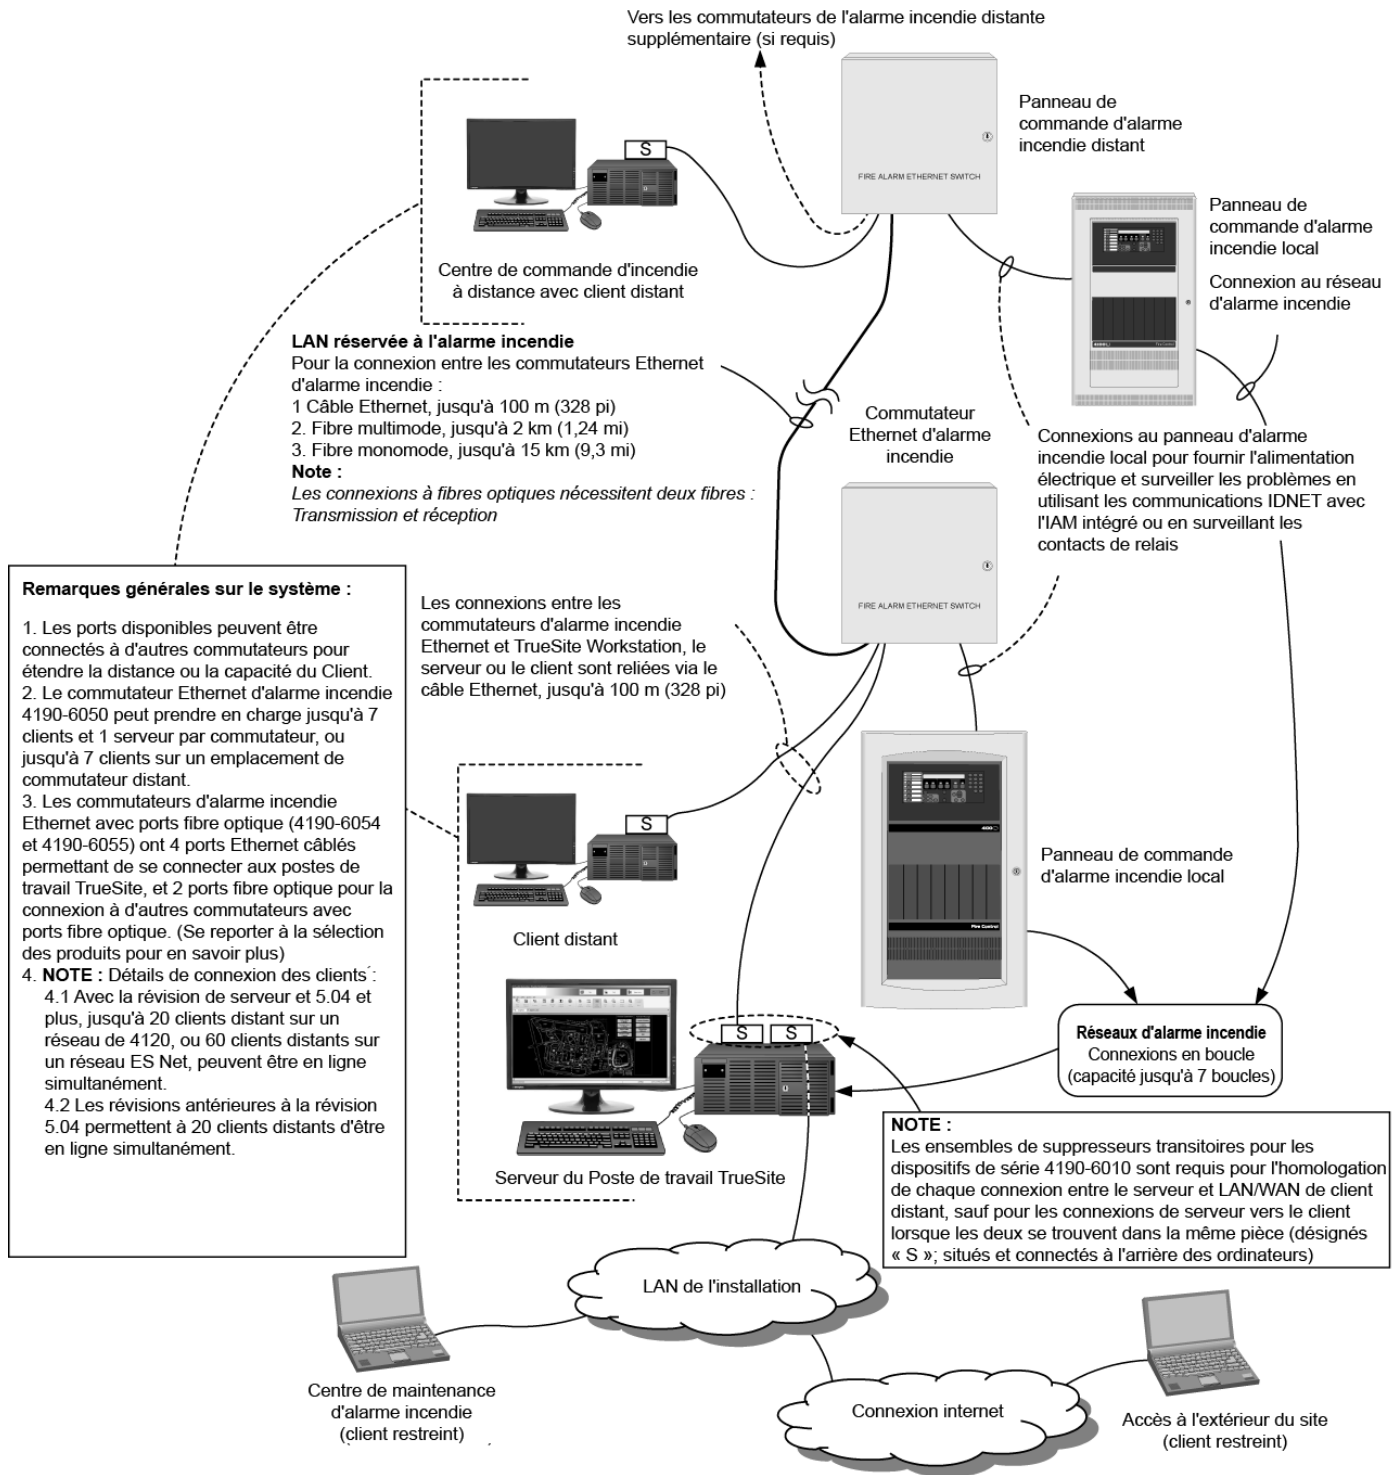 Vers les commutateurs de l'alarme incendie distante
supplémentaire (si requis)
Panneau de
commande d'alarme
incendie distant
S
FIRE ALARM ETHERNET SWITCH
Panneau de
commande d'alarme
incendie local
Connexion au réseau
d'alarme incendie
Centre de commande d'incendie
à distance avec client distant
LAN réservée à l'alarme incendie
Pour la connexion entre les commutateurs Ethernet
d'alarme incendie :
1 Câble Ethernet, jusqu'à 100 m (328 pi)
2. Fibre multimode, jusqu'à 2 km (1,24 mi)
3. Fibre monomode, jusqu'à 15 km (9,3 mi)
Note :
Les connexions à fibres optiques nécessitent deux fibres :
Transmission et réception
Commutateur
Ethernet d'alarme
incendie
Connexions au panneau d'alarme
incendie local pour fournir l'alimentation
électrique et surveiller les problèmes en
utilisant les communications IDNET avec
l'IAM intégré ou en surveillant les
contacts de relais
FIRE ALARM ETHERNET SWITCH
Remarques générales sur le système :
1. Les ports disponibles peuvent être
connectés à d'autres commutateurs pour
étendre la distance ou la capacité du Client.
2. Le commutateur Ethernet d'alarme incendie
4190-6050 peut prendre en charge jusqu'à 7
clients et 1 serveur par commutateur, ou
jusqu'à 7 clients sur un emplacement de
commutateur distant.
3. Les commutateurs d'alarme incendie
Ethernet avec ports fibre optique (4190-6054
et 4190-6055) ont 4 ports Ethernet câblés
permettant de se connecter aux postes de
travail TrueSite, et 2 ports fibre optique pour la
connexion à d'autres commutateurs avec
ports fibre optique. (Se reporter à la sélection
des produits pour en savoir plus)
4. NOTE : Détails de connexion des clients :
4.1 Avec la révision de serveur et 5.04 et
plus, jusqu'à 20 clients distant sur un
réseau de 4120, ou 60 clients distants sur
un réseau ES Net, peuvent être en ligne
simultanément.
4.2 Les révisions antérieures à la révision
5.04 permettent à 20 clients distants d'être
en ligne simultanément.
Les connexions entre les
commutateurs d'alarme incendie
Ethernet et TrueSite Workstation, le
serveur ou le client sont reliées via le
câble Ethernet, jusqu'à 100 m (328 pi)
S
Client distant
Fire Control
Panneau de commande
d'alarme incendie local
S S
Serveur du Poste de travail TrueSite
Réseaux d'alarme incendie
Connexions en boucle
(capacité jusqu'à 7 boucles)
NOTE :
Les ensembles de suppresseurs transitoires pour les
dispositifs de série 4190-6010 sont requis pour l'homologation
de chaque connexion entre le serveur et LAN/WAN de client
distant, sauf pour les connexions de serveur vers le client
lorsque les deux se trouvent dans la même pièce (désignés
« S »; situés et connectés à l'arrière des ordinateurs)
LAN de l'installation
Centre de maintenance
d'alarme incendie
(client restreint)
Connexion internet
Accès à l'extérieur du site
(client restreint)